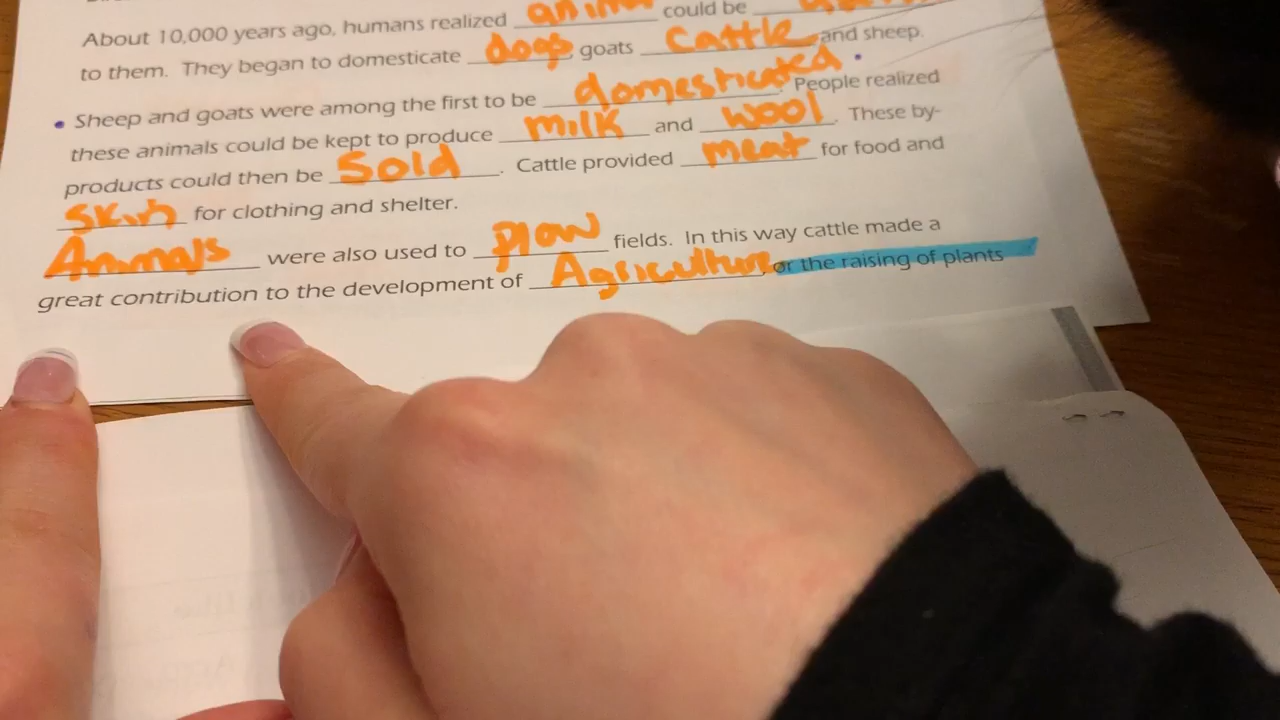 About 10,000 years ago, humans realized could be
to them. They began to domesticate dogs, goats Cattle, and sheep.
• Sheep and goats were among the first to be domesticated. People realized
these animals could be kept to produce milk and wool. These by-
products could then be Sold. Cattle provided meat for food and
skin for clothing and shelter.
Animals were also used to plow fields. In this way cattle made a
great contribution to the development of Agriculture, or the raising of plants